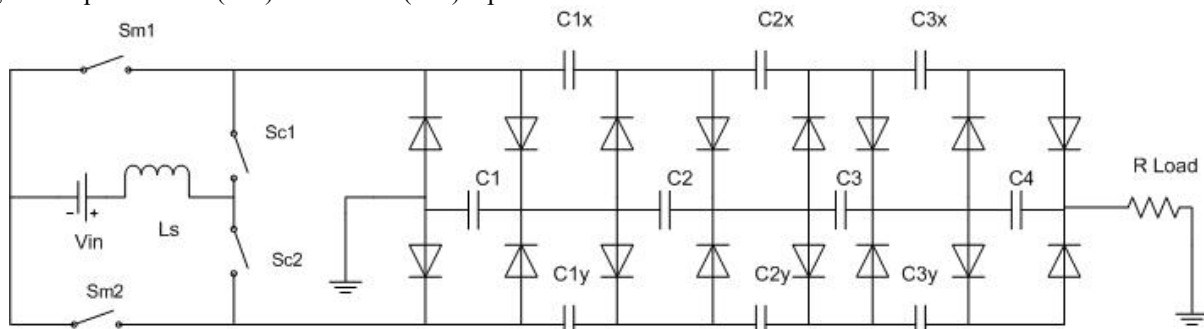 C1x C2x C3x
Sm1
Sc1
R Load
C1 C2 C3 C4
- +
Vin Ls
Sc2
C1y C2y C3y
Sm2